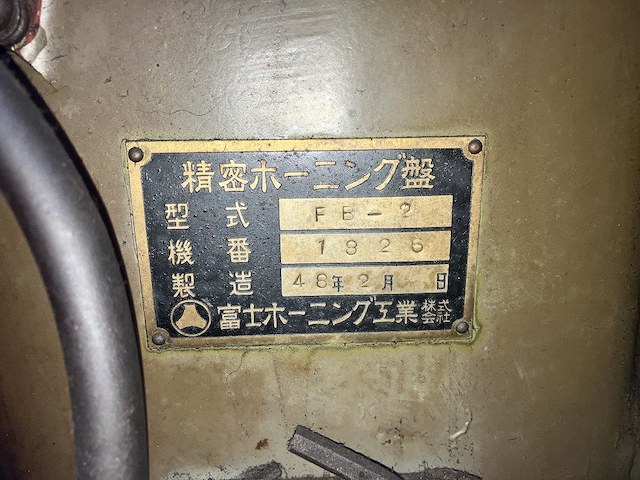 精密ホーニング盤
型式 FB-2
機番 1826
製造 48年2月 日
富士ホーニング工業株式会社